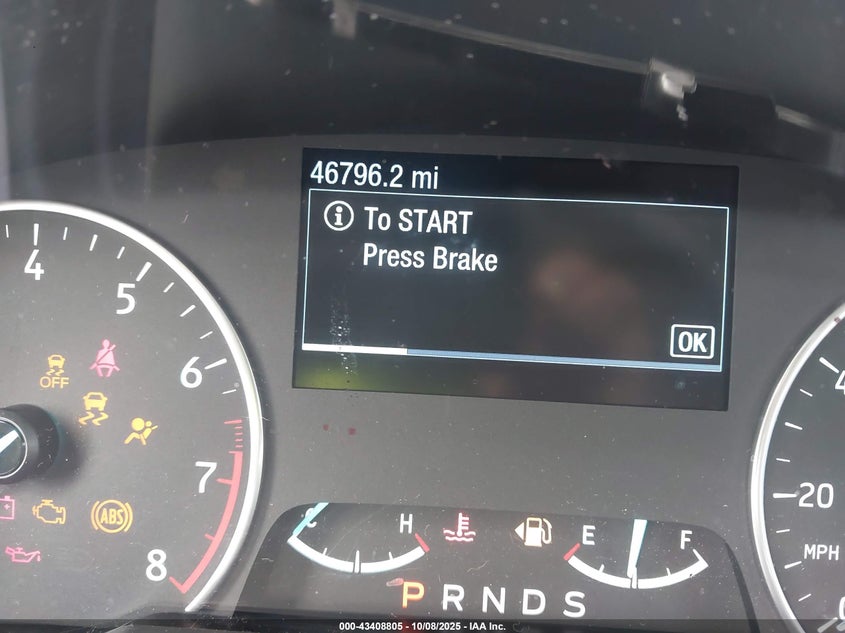 46796.2 mi
To START
Press Brake
OK
4
5
6
7
8
OFF
ABS
H
E
F
P R N D S
20
MPH
000-43408805 - 10/08/2025 - IAA Inc.